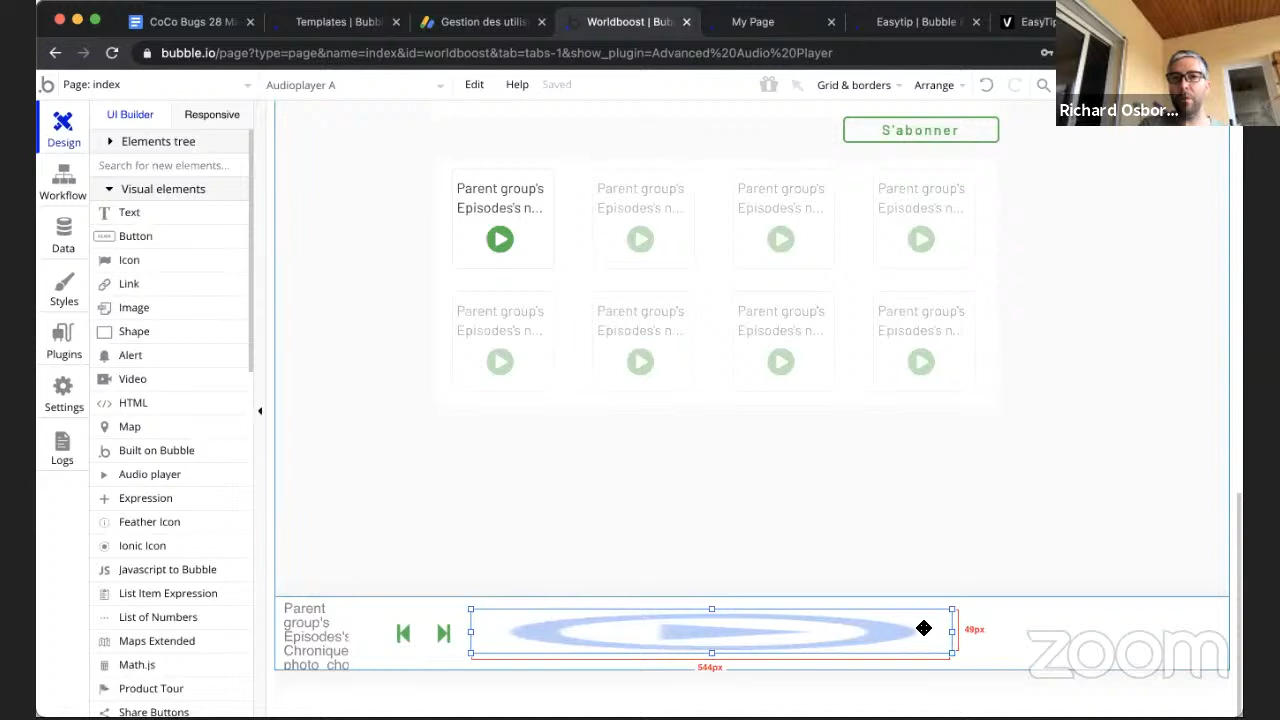 CoCo Bugs 28 M
Templates | Bubb
Gestion des utilis
Worldboost | Bub
My Page
Easytip | Bubble
EasyTip
bubble.io/page?type=page&name=index&id=worldboost&tab=tabs-1&show_plugin=Advanced%20Audio%20Player
Page: index
Audioplayer A
Edit
Help
Saved
Grid & borders
Arrange
Richard Osbor...
UI Builder
Responsive
Design
Workflow
Data
Styles
Plugins
Settings
Logs
Elements tree
Search for new elements...
Visual elements
Text
Button
Icon
Link
Image
Shape
Alert
Video
HTML
Map
Built on Bubble
Audio player
Expression
Feather Icon
Ionic Icon
Javascript to Bubble
List Item Expression
List of Numbers
Maps Extended
Math.js
Product Tour
Share Buttons
S'abonner
Parent group's
Episodes's n...
Parent group's
Episodes's n...
Parent group's
Episodes's n...
Parent group's
Episodes's n...
Parent group's
Episodes's n...
Parent group's
Episodes's n...
Parent group's
Episodes's n...
Parent group's
Episodes's n...
Parent
group's
Episodes's
Chronique
photo_cho
49px
544px
zoom